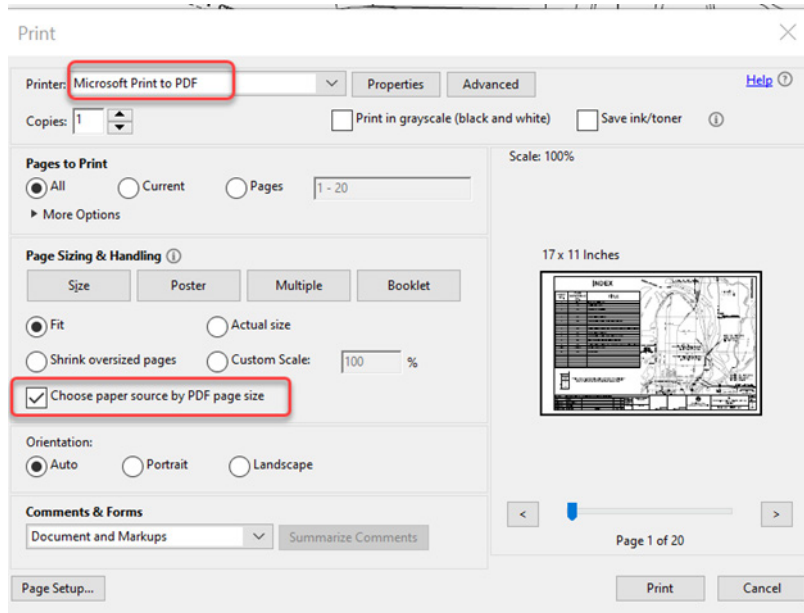 Print
Printer: Microsoft Print to PDF Properties Advanced Help
Copies: 1 Print in grayscale (black and white) Save ink/toner
Pages to Print
All Current Pages 1 - 20
More Options
Page Sizing & Handling
Size Poster Multiple Booklet
Fit Actual size
Shrink oversized pages Custom Scale: 100 %
Choose paper source by PDF page size
Orientation:
Auto Portrait Landscape
Comments & Forms
Document and Markups Summarize Comments
Page Setup...
Scale: 100%
17 x 11 Inches
INDEX
TITLE
< >
Page 1 of 20
Print Cancel